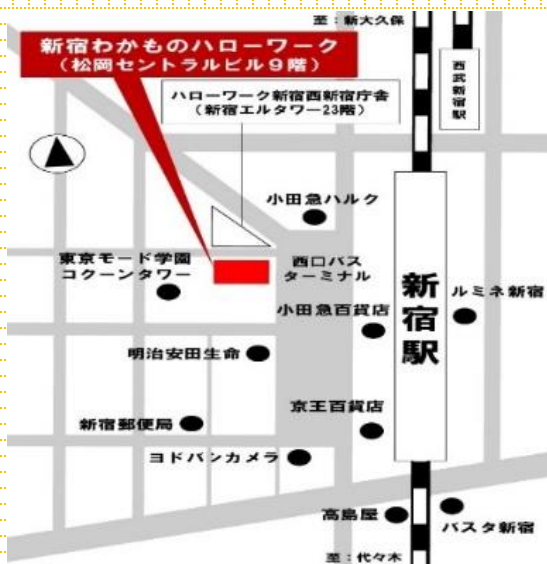 至：新大久保
新宿わかものハローワーク
（松岡セントラルビル９階）
西武新宿駅
ハローワーク新宿西新宿庁舎
（新宿エルタワー23階）
小田急ハルク
東京モード学園
コクーンタワー
西口バス
ターミナル
新宿駅
ルミネ新宿
小田急百貨店
明治安田生命
京王百貨店
新宿郵便局
ヨドバシカメラ
高島屋
バスタ新宿
至：代々木